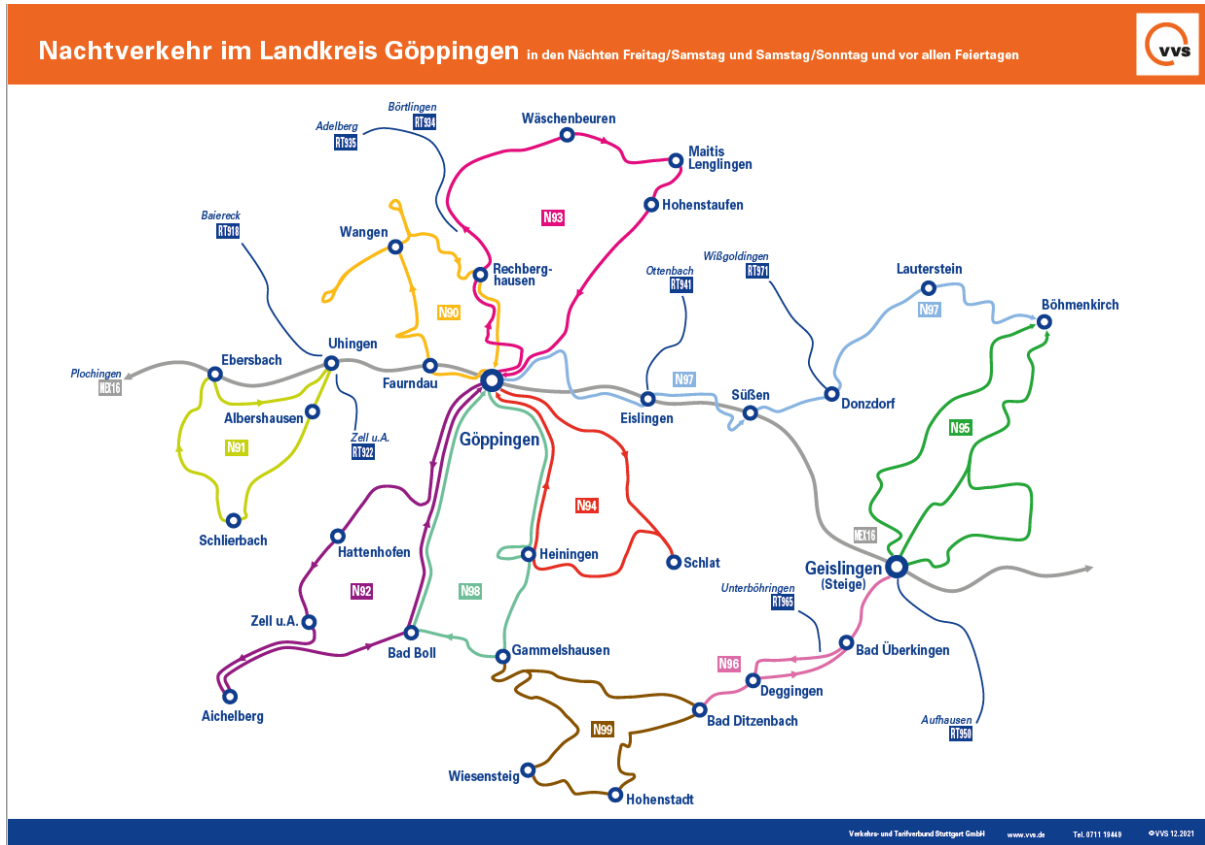 Nachtverkehr im Landkreis Göppingen in den Nächten Freitag/Samstag und Samstag/Sonntag und vor allen Feiertagen
VVS
Börtlingen
RT934
Adelberg
RT935
Wäschenbeuren
Maitis
Lenglingen
Hohenstaufen
N93
Baiereck
RT918
Wangen
Rechberg-
hausen
N90
Ottenbach
RT941
Wißgoldingen
RT971
Lauterstein
N97
Böhmenkirch
Uhingen
Ebersbach
Plochingen
MEX16
Faurndau
Albershausen
N91
Zell u.A.
RT922
Göppingen
N97
Eislingen
Süßen
Donzdorf
N95
Schlierbach
Hattenhofen
N94
Heiningen
Schlat
MEX16
Geislingen
(Steige)
N92
N98
Unterböhringen
RT965
Zell u.A.
Bad Boll
Gammelshausen
Bad Überkingen
N96
Deggingen
Aichelberg
Bad Ditzenbach
Aufhausen
RT950
N99
Wiesensteig
Hohenstadt
Verkehrs- und Tarifverbund Stuttgart GmbH www.vvs.de Tel. 0711 19449 ©VVS 12.2021